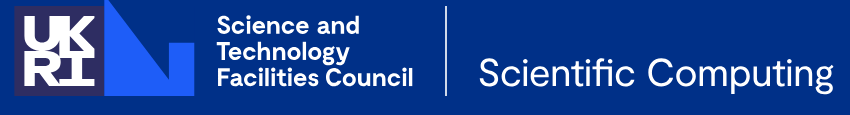 UK
RI
Science and
Technology
Facilities Council
Scientific Computing